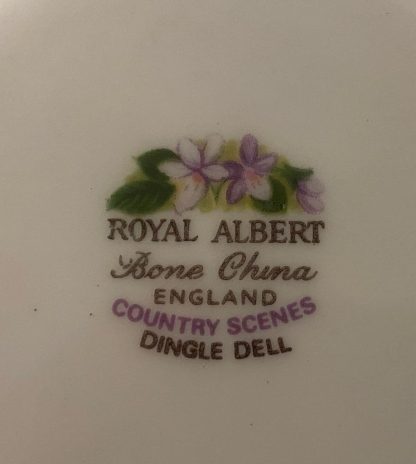 ROYAL ALBERT
Bone China
ENGLAND
COUNTRY SCENES
DINGLE DELL